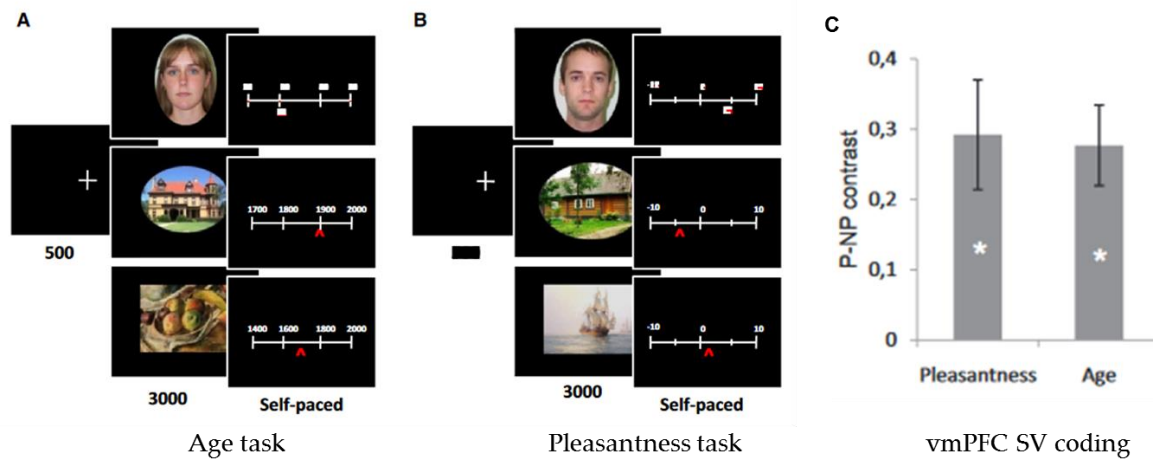 A
500
1700 1800 1900 2000
1400 1600 1800 2000
3000
Self-paced
Age task
B
-10 0 10
-10 0 10
3000
Self-paced
Pleasantness task
C
P-NP contrast
0,4
0,3
0,2
0,1
0
*
*
Pleasantness Age
vmPFC SV coding